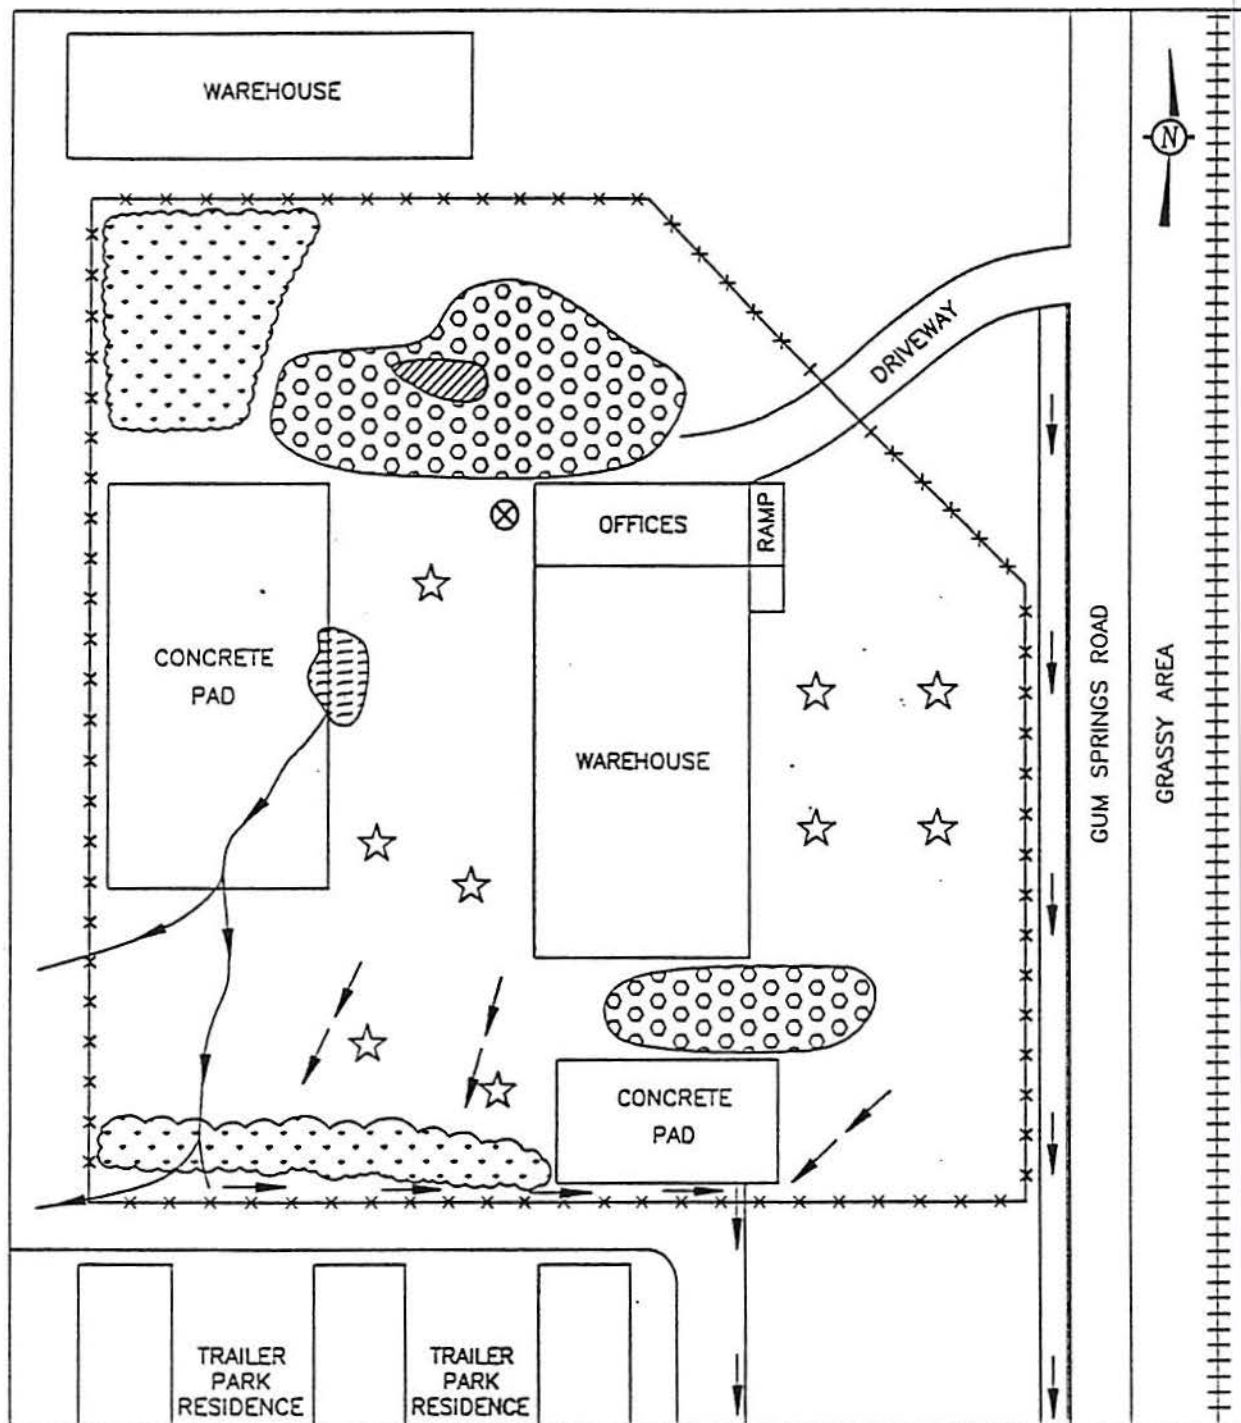 WAREHOUSE
N
DRIVEWAY
OFFICES
RAMP
CONCRETE
PAD
WAREHOUSE
GUM SPRINGS ROAD
GRASSY AREA
CONCRETE
PAD
TRAILER
PARK
RESIDENCE
TRAILER
PARK
RESIDENCE